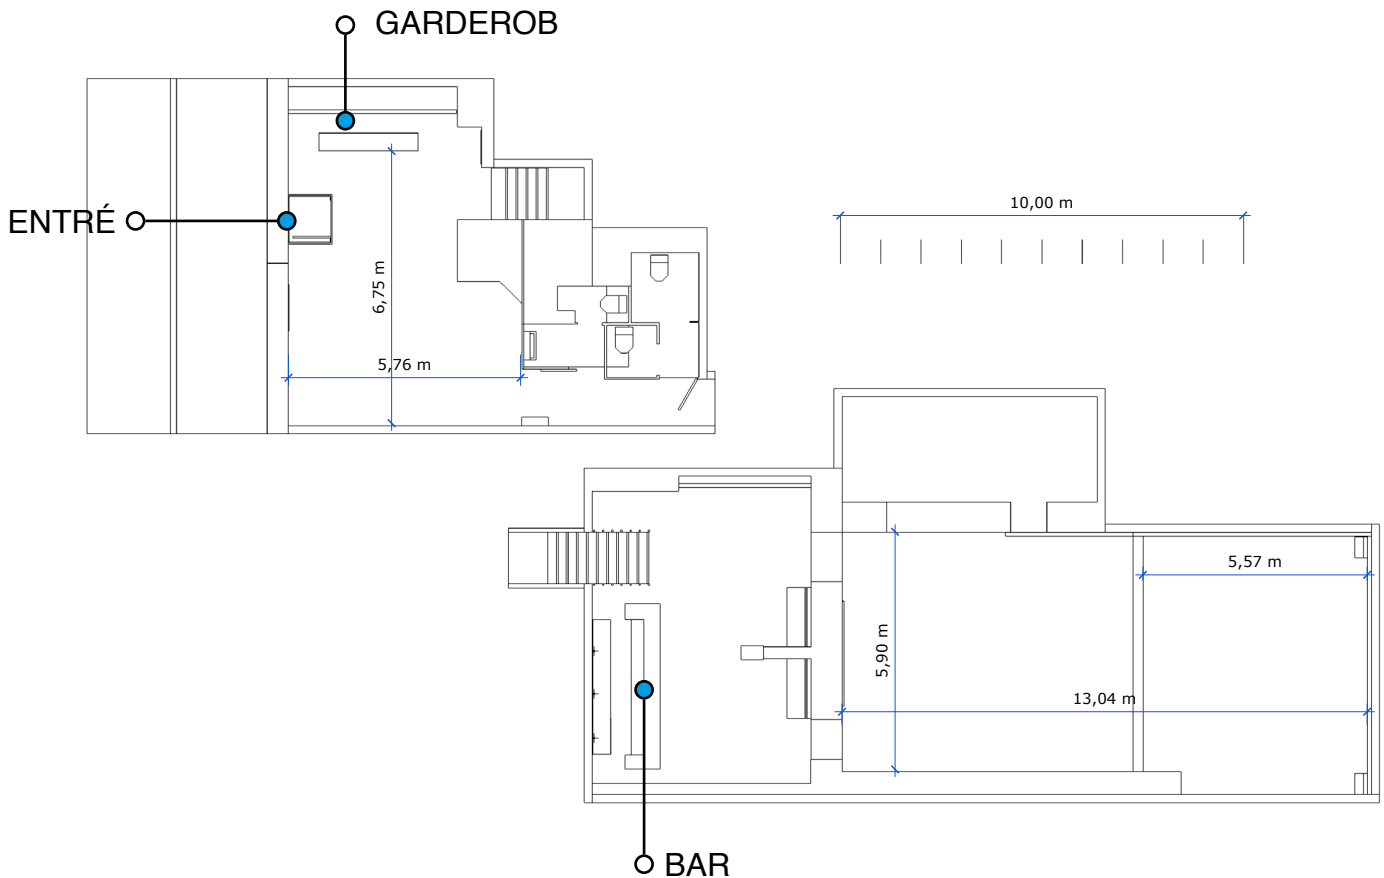 GARDEROB
10,00 m
ENTRÉ
6,75 m
5,76 m
5,57 m
5,90 m
13,04 m
BAR